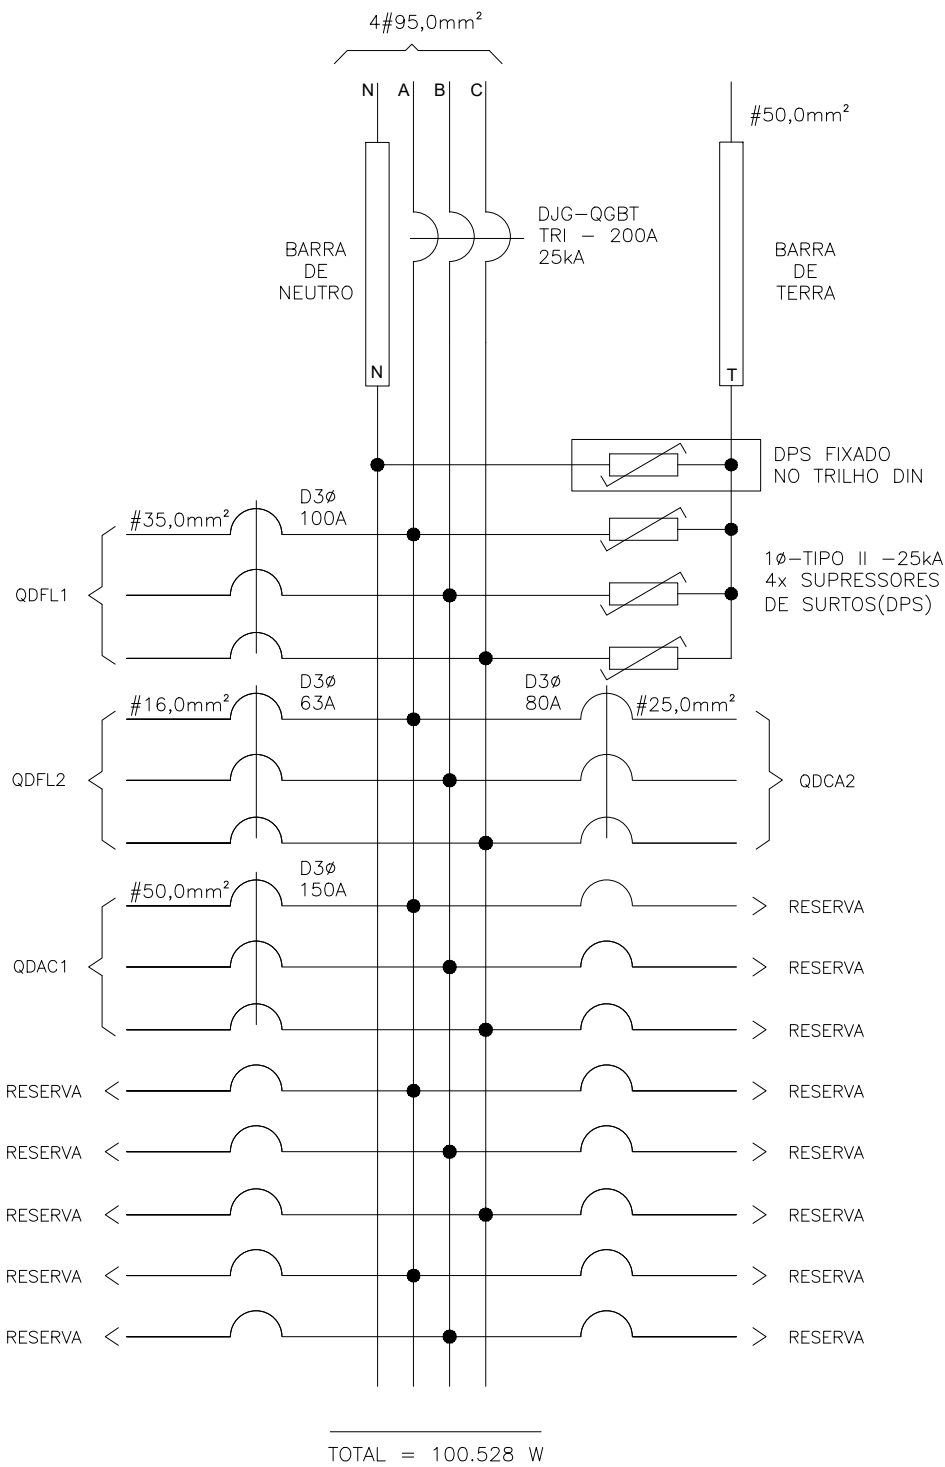 4#95,0mm²
N A B C
#50,0mm²
DJG-QGBT
TRI - 200A
25kA
BARRA
DE
NEUTRO
BARRA
DE
TERRA
N
T
DPS FIXADO
NO TRILHO DIN
D3ø
100A
#35,0mm²
QDFL1
1ø-TIPO II -25kA
4x SUPRESSORES
DE SURTOS(DPS)
D3ø
63A
#16,0mm²
QDFL2
D3ø
80A
#25,0mm²
QDCA2
D3ø
150A
#50,0mm²
QDAC1
RESERVA
RESERVA
RESERVA
RESERVA
RESERVA
RESERVA
RESERVA
RESERVA
RESERVA
RESERVA
RESERVA
RESERVA
RESERVA
TOTAL = 100.528 W